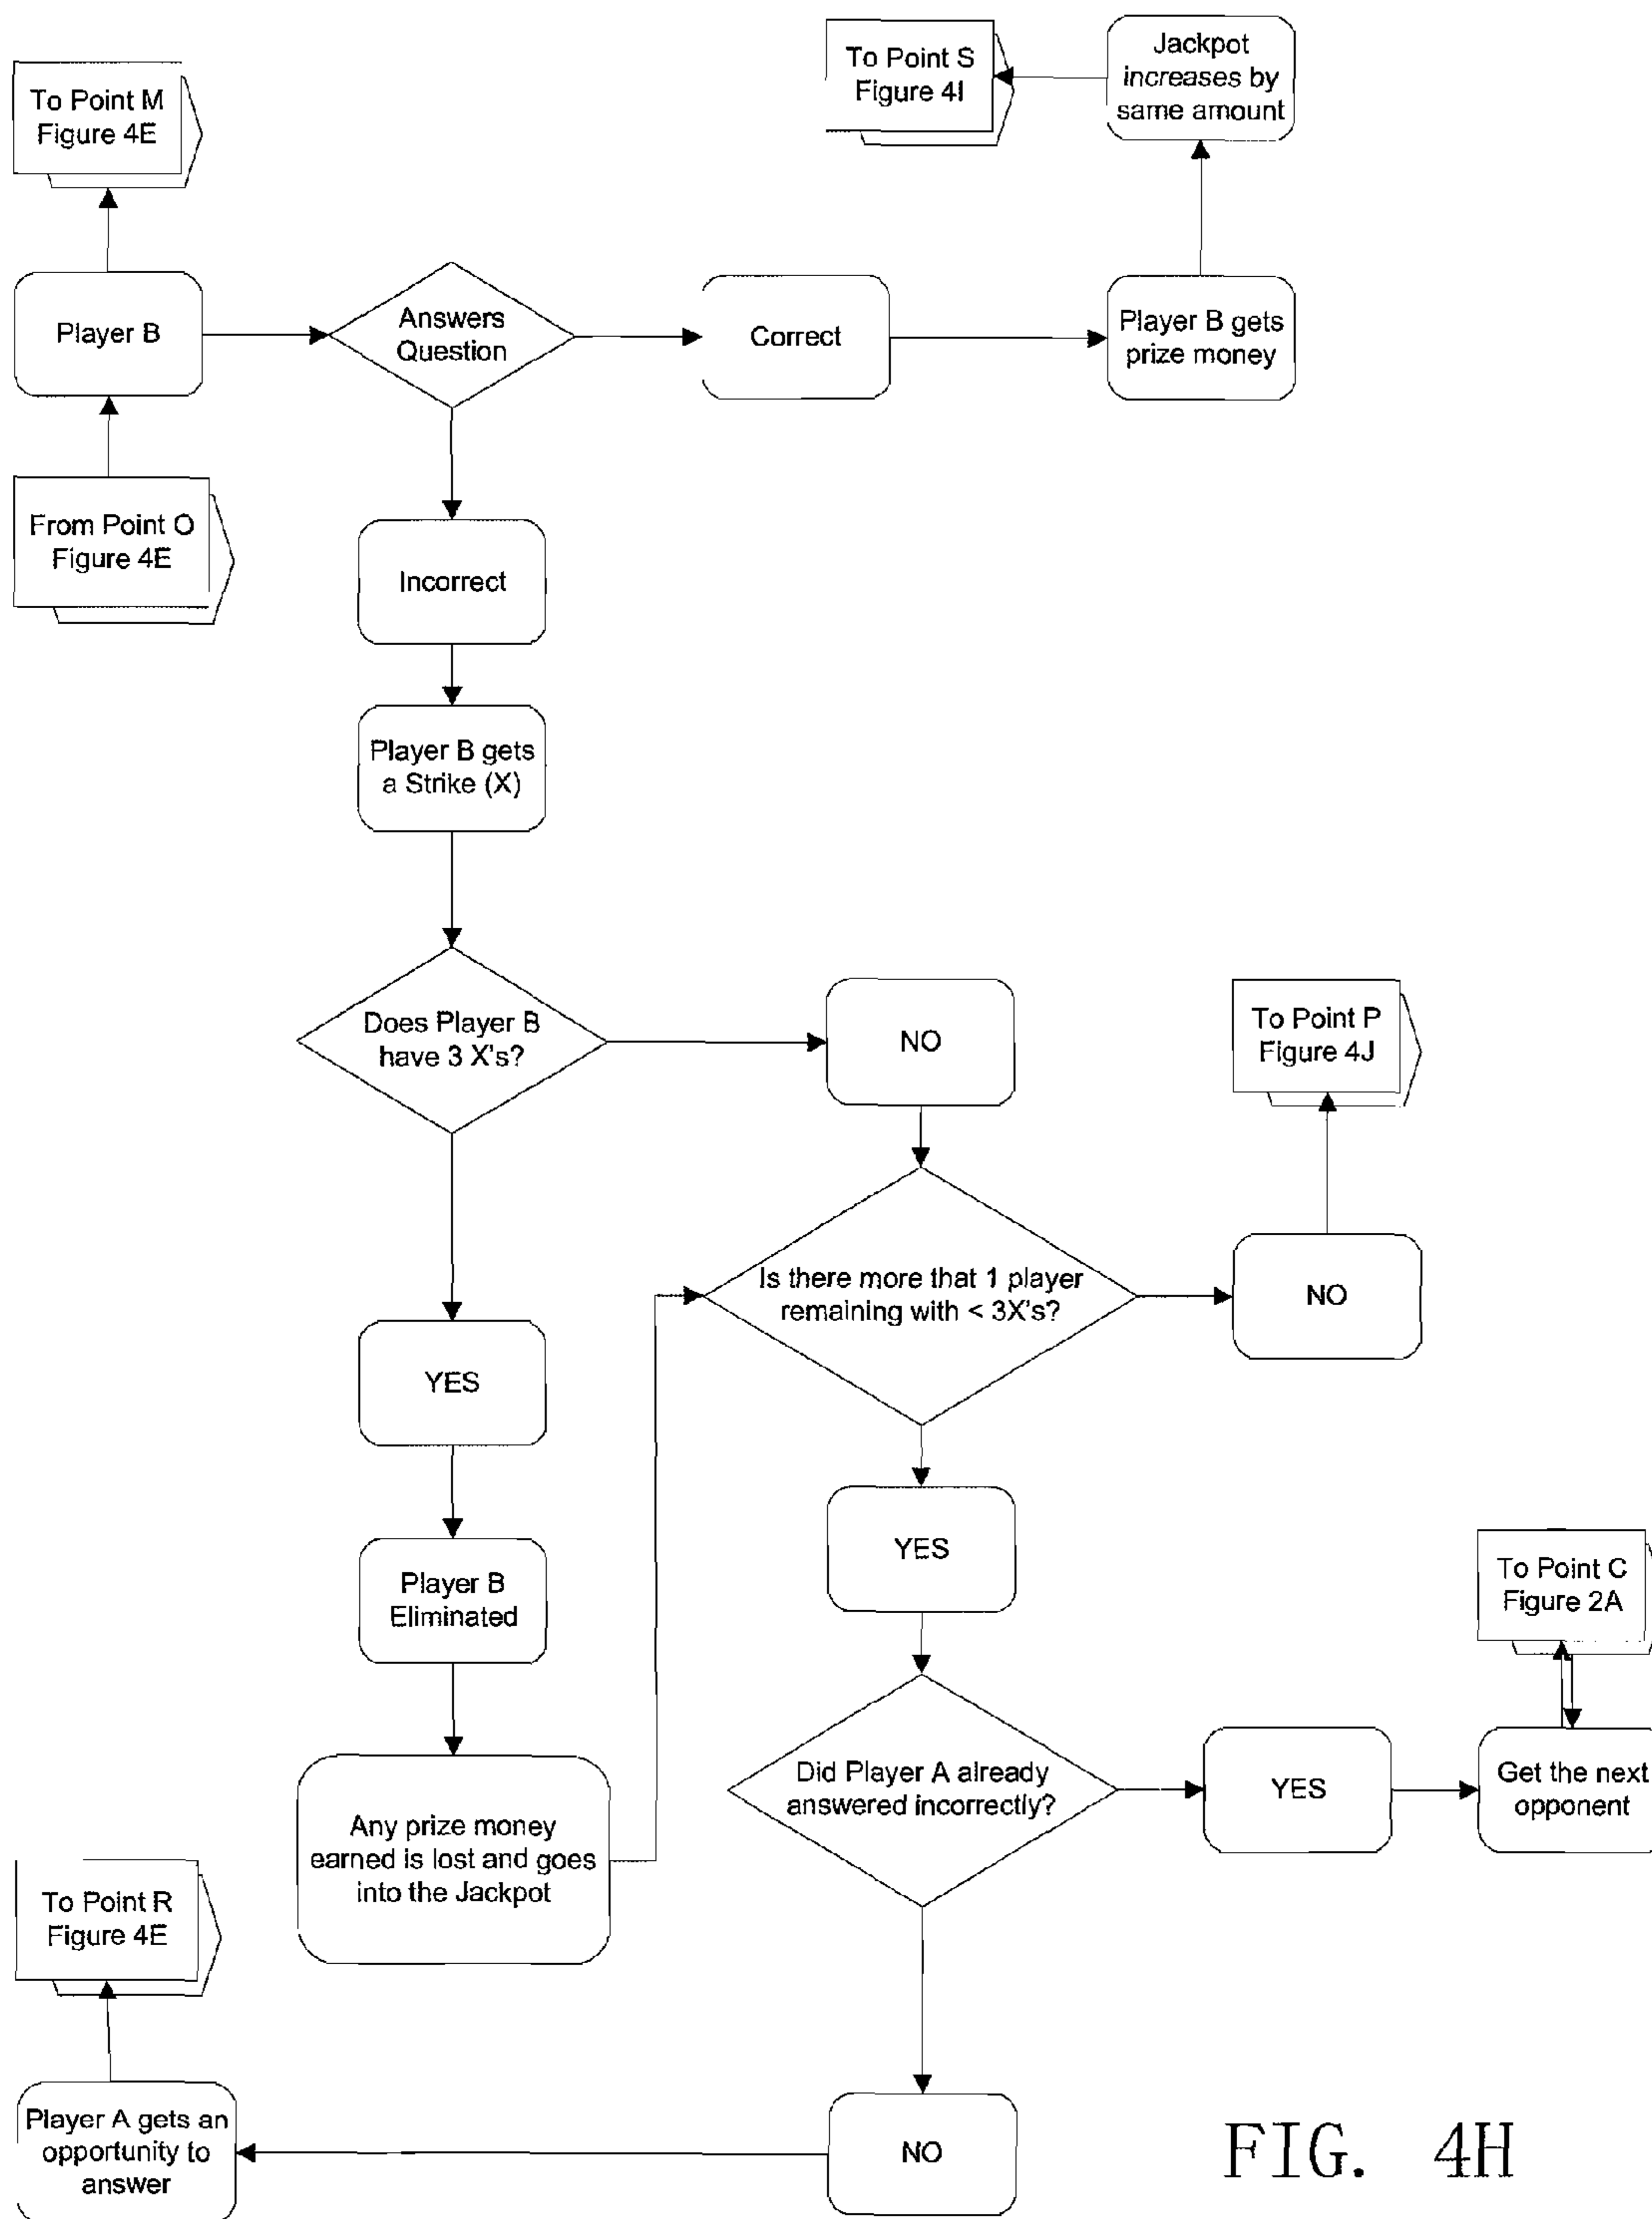 To Point S
Figure 4I
Jackpot
increases by
same amount
To Point M
Figure 4E
Player B
Answers
Question
Correct
Player B gets
prize money
From Point O
Figure 4E
Incorrect
Player B gets
a Strike (X)
Does Player B
have 3 X's?
NO
To Point P
Figure 4J
Is there more that 1 player
remaining with < 3X's?
NO
YES
YES
To Point C
Figure 2A
Player B
Eliminated
Did Player A already
answered incorrectly?
YES
Get the next
opponent
Any prize money
earned is lost and goes
into the Jackpot
To Point R
Figure 4E
Player A gets an
opportunity to
answer
NO
FIG. 4H